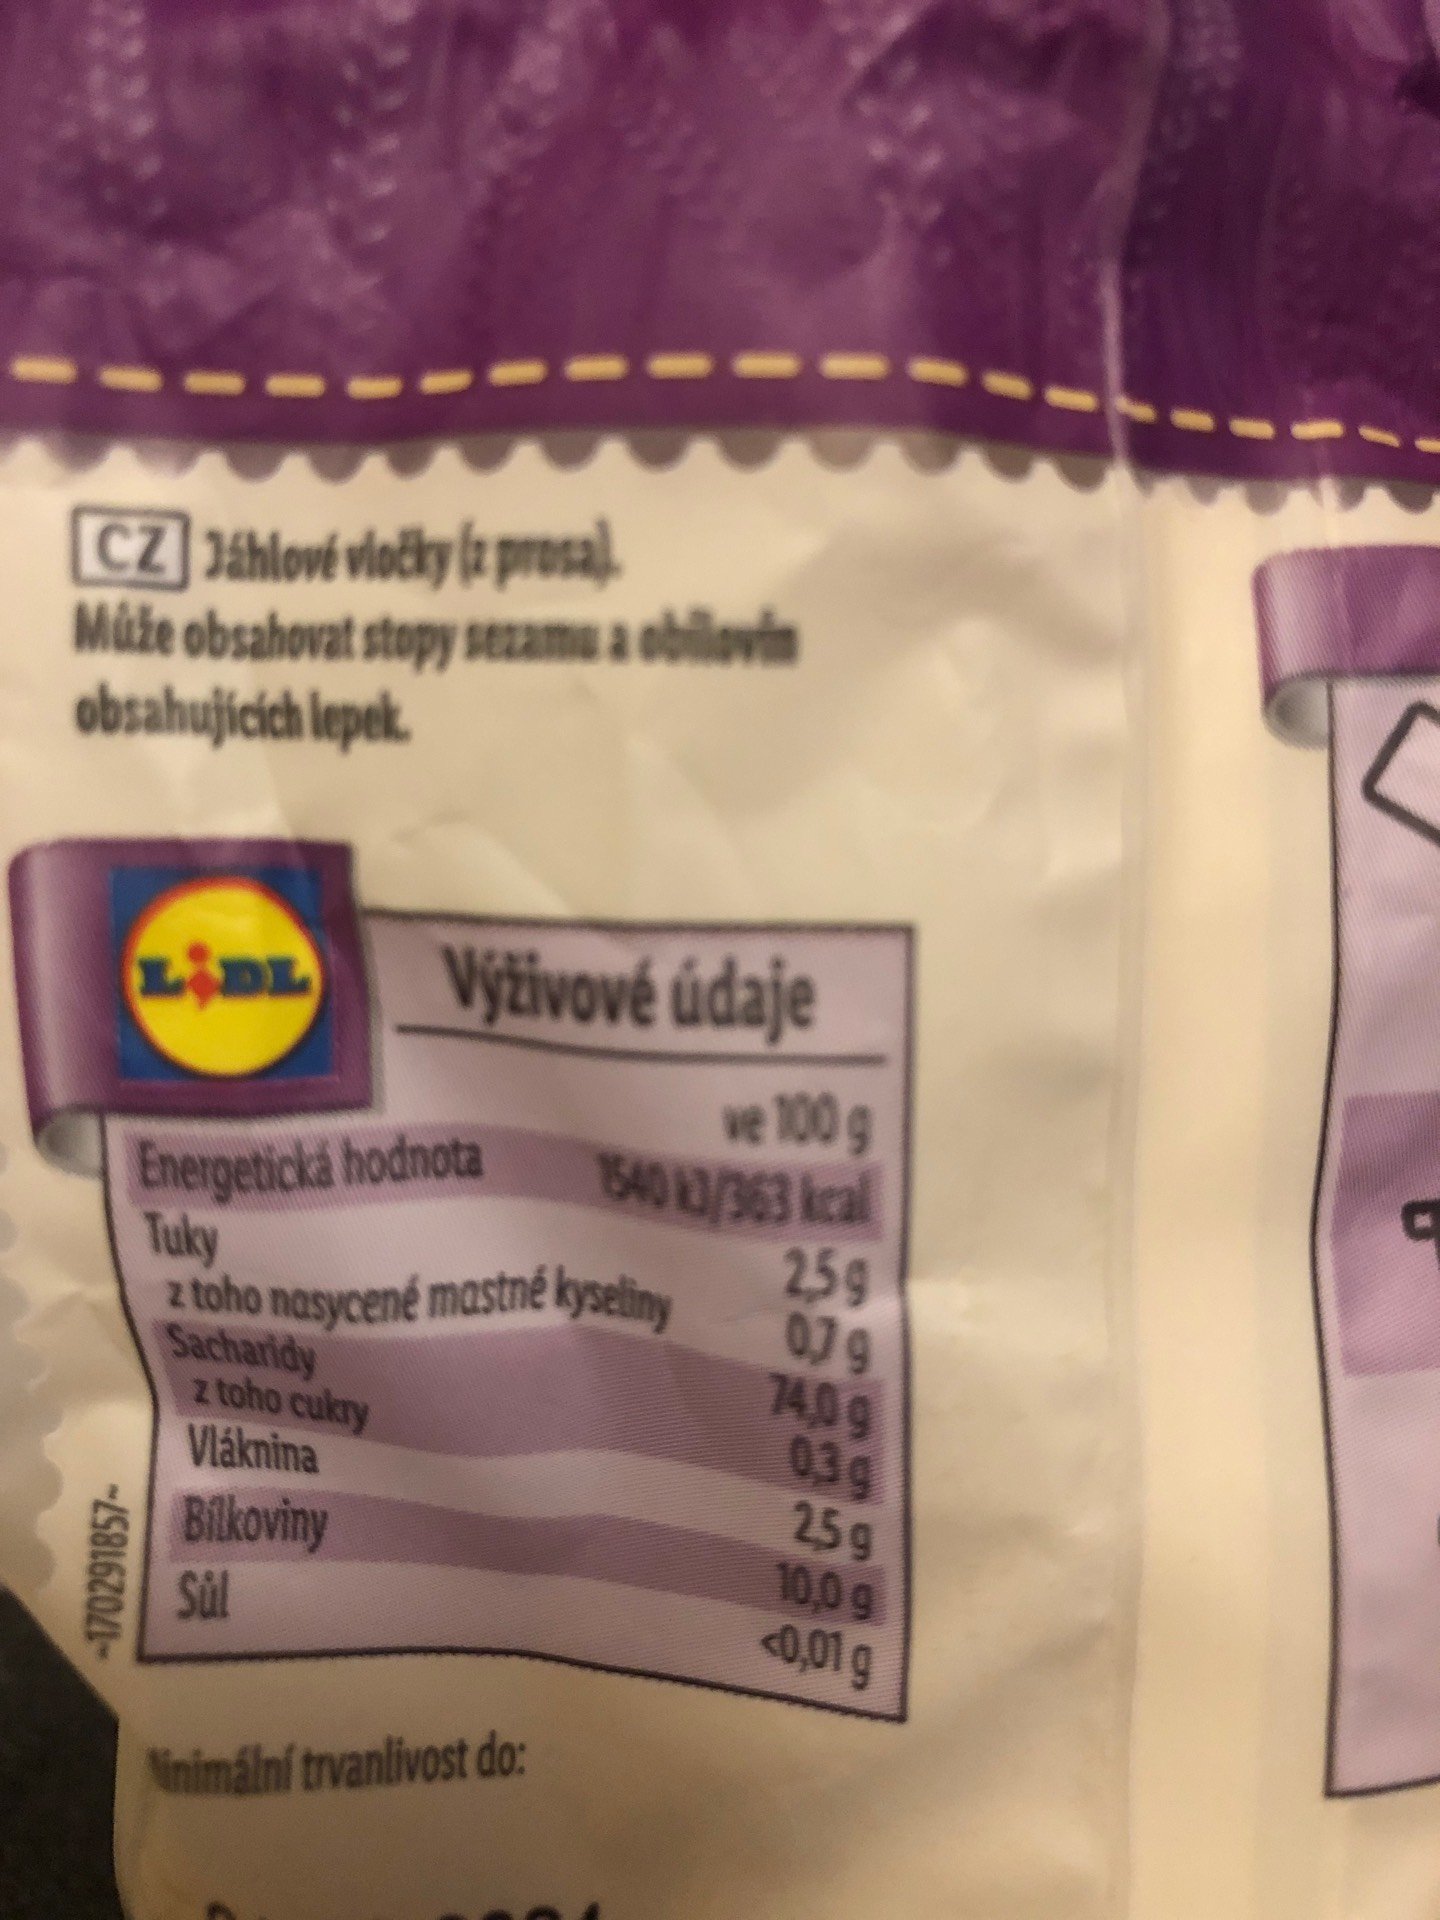 CZ Jáhlové vločky (z prosa).
Může obsahovat stopy sezamu a obilovin
obsahujících lepek.
LIDL
Výživové údaje
ve 100 g
Energetická hodnota 1540 kJ/363 kcal
Tuky 2,5 g
z toho nasycené mastné kyseliny 0,7 g
Sacharidy 74,0 g
z toho cukry 0,3 g
Vláknina 2,5 g
Bílkoviny 10,0 g
Sůl <0,01 g
~170291857~
Minimální trvanlivost do: